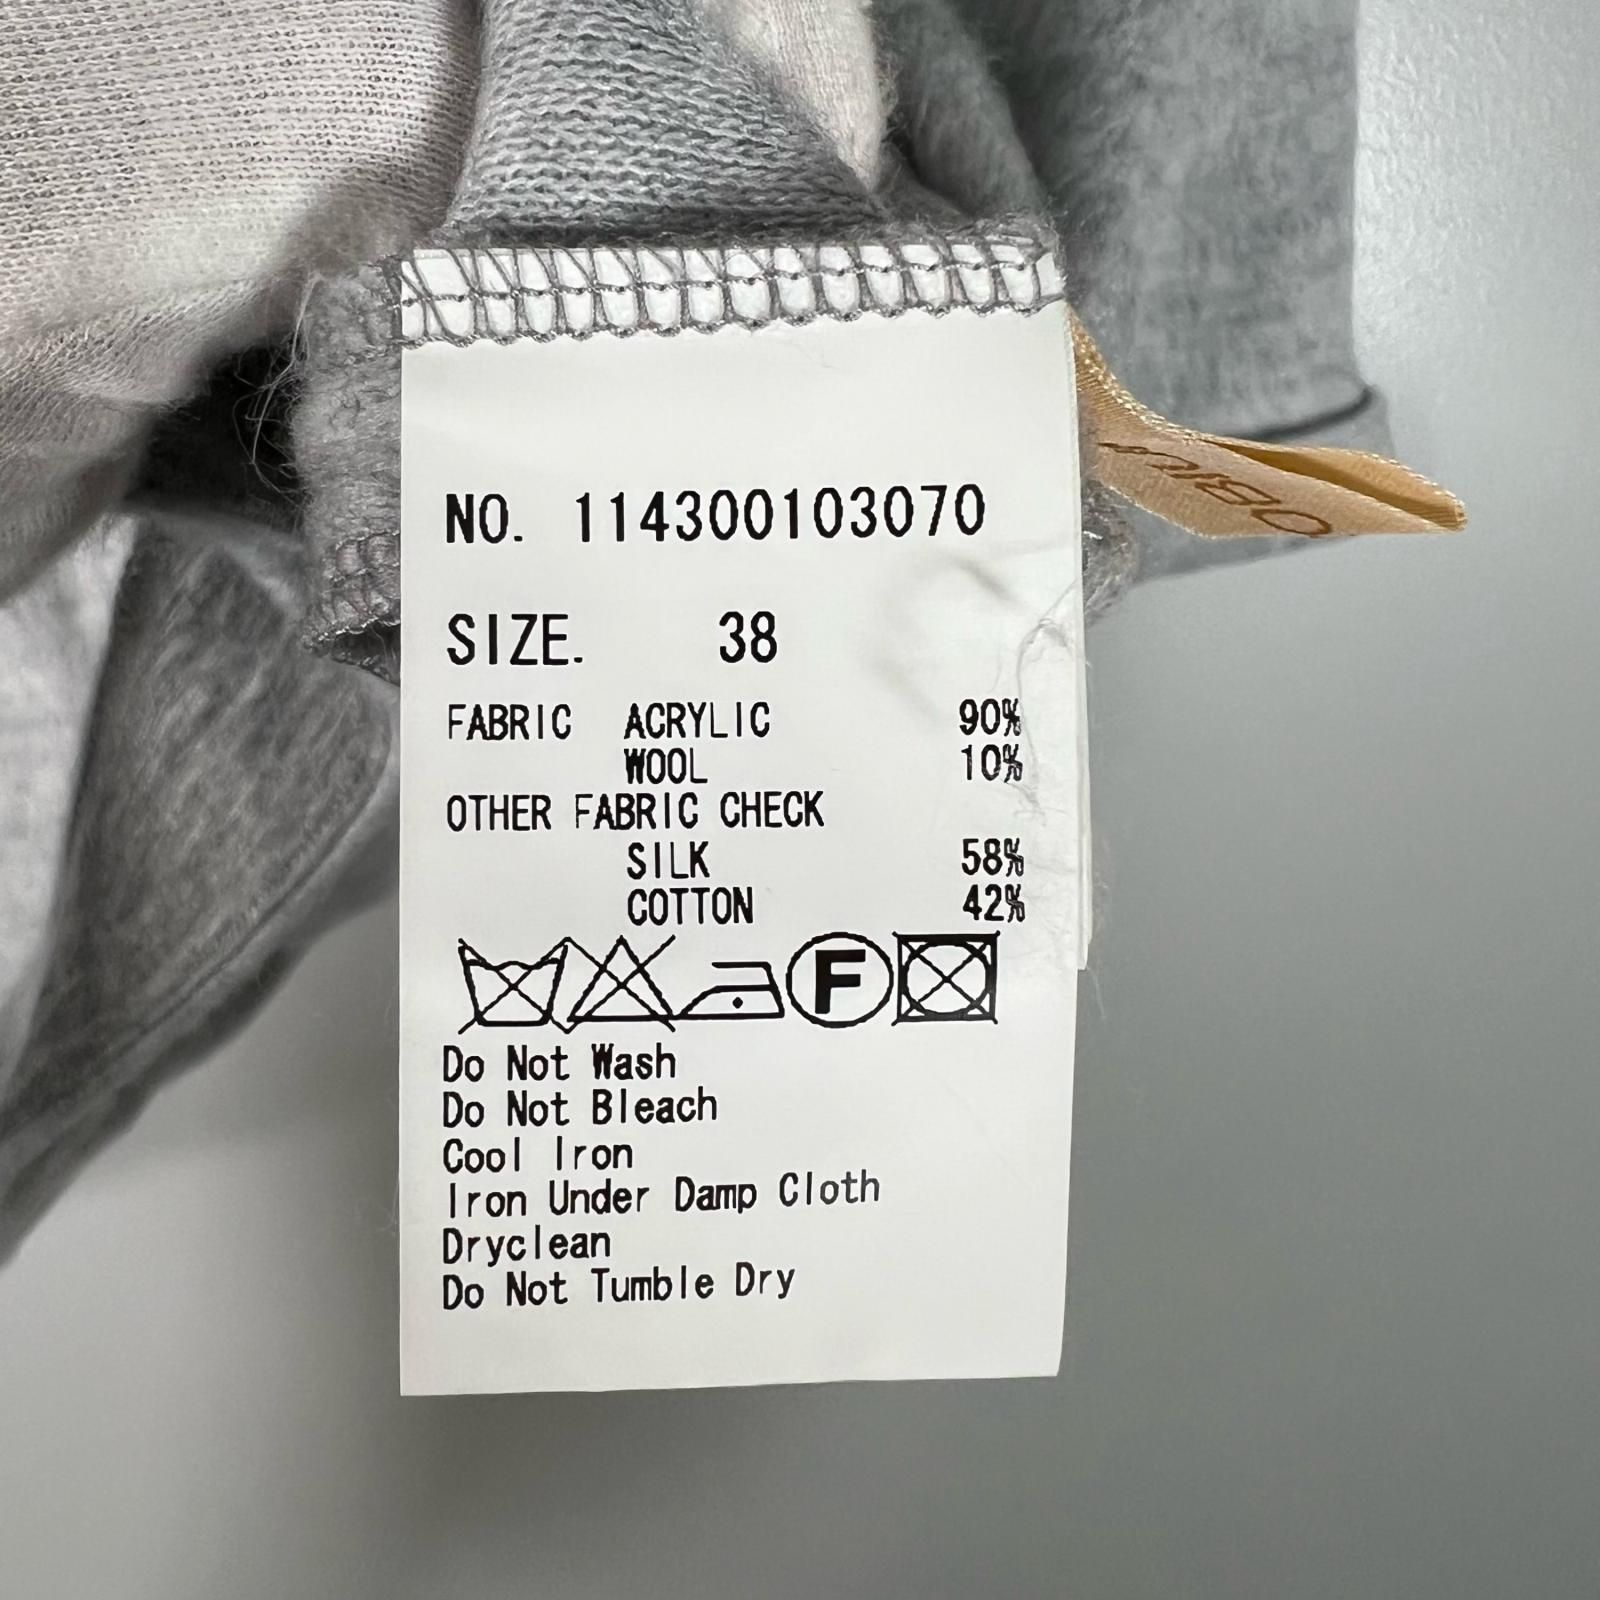 NO. 114300103070
SIZE. 38
FABRIC ACRYLIC 90%
WOOL 10%
OTHER FABRIC CHECK
SILK 58%
COTTON 42%
F
Do Not Wash
Do Not Bleach
Cool Iron
Iron Under Damp Cloth
Dryclean
Do Not Tumble Dry